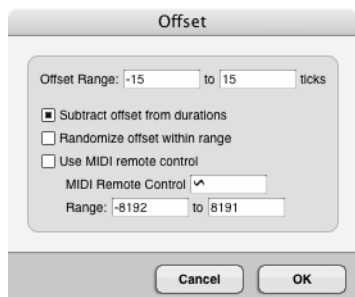 Offset
Offset Range: -15 to 15 ticks
Subtract offset from durations
Randomize offset within range
Use MIDI remote control
MIDI Remote Control
Range: -8192 to 8191
Cancel OK